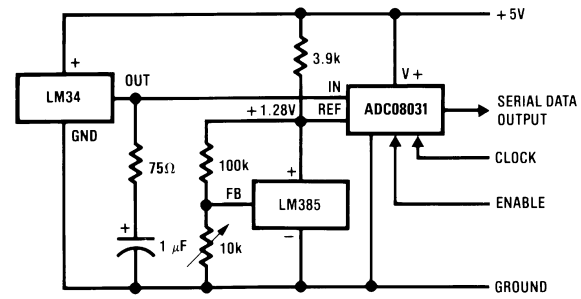 + 5V
+
3.9k
OUT
V +
LM34
IN
ADC08031
SERIAL DATA
OUTPUT
+ 1.28V
REF
GND
CLOCK
75Ω
100k
+
FB
LM385
ENABLE
+
1 μF
10k
−
GROUND